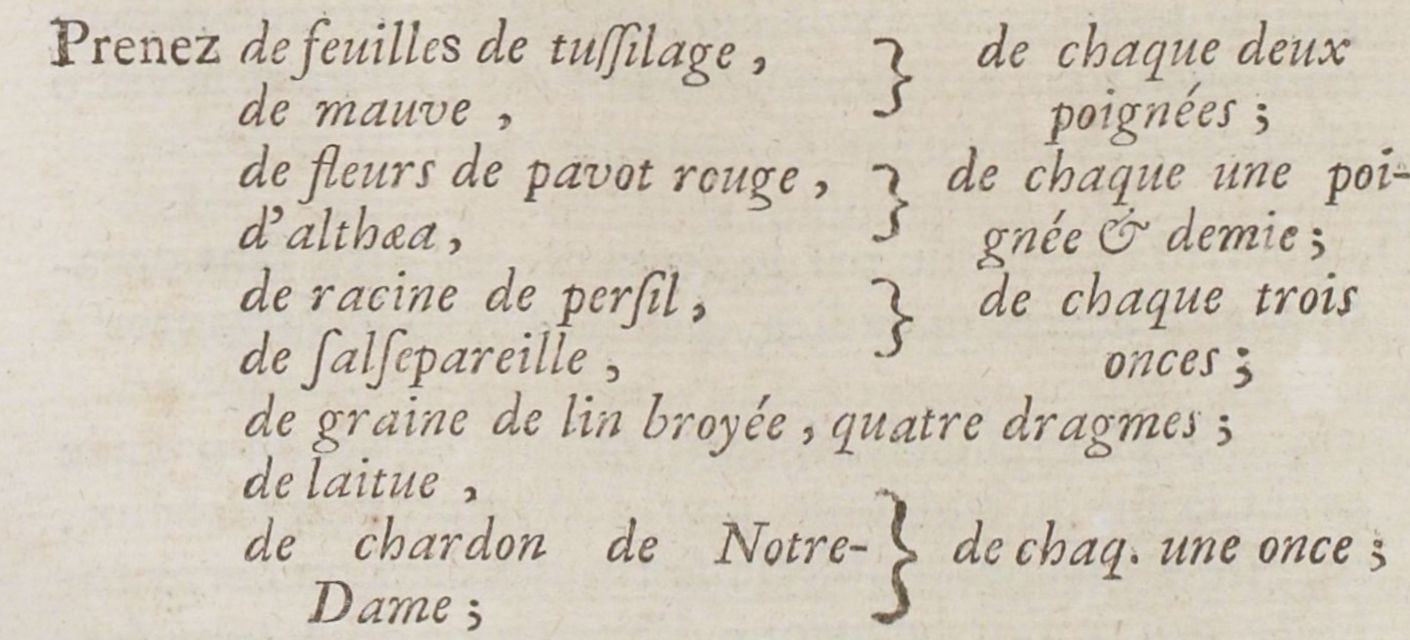 Prenez de feuilles de tuſſilage, } de chaque deux
de mauve, poignées;
de fleurs de pavot rouge, } de chaque une poi-
d'althæa, gnée & demie;
de racine de perſil, } de chaque trois
de ſalſepareille, onces;
de graine de lin broyée, quatre dragmes;
de laitue,
de chardon de Notre- } de chaq. une once;
Dame;